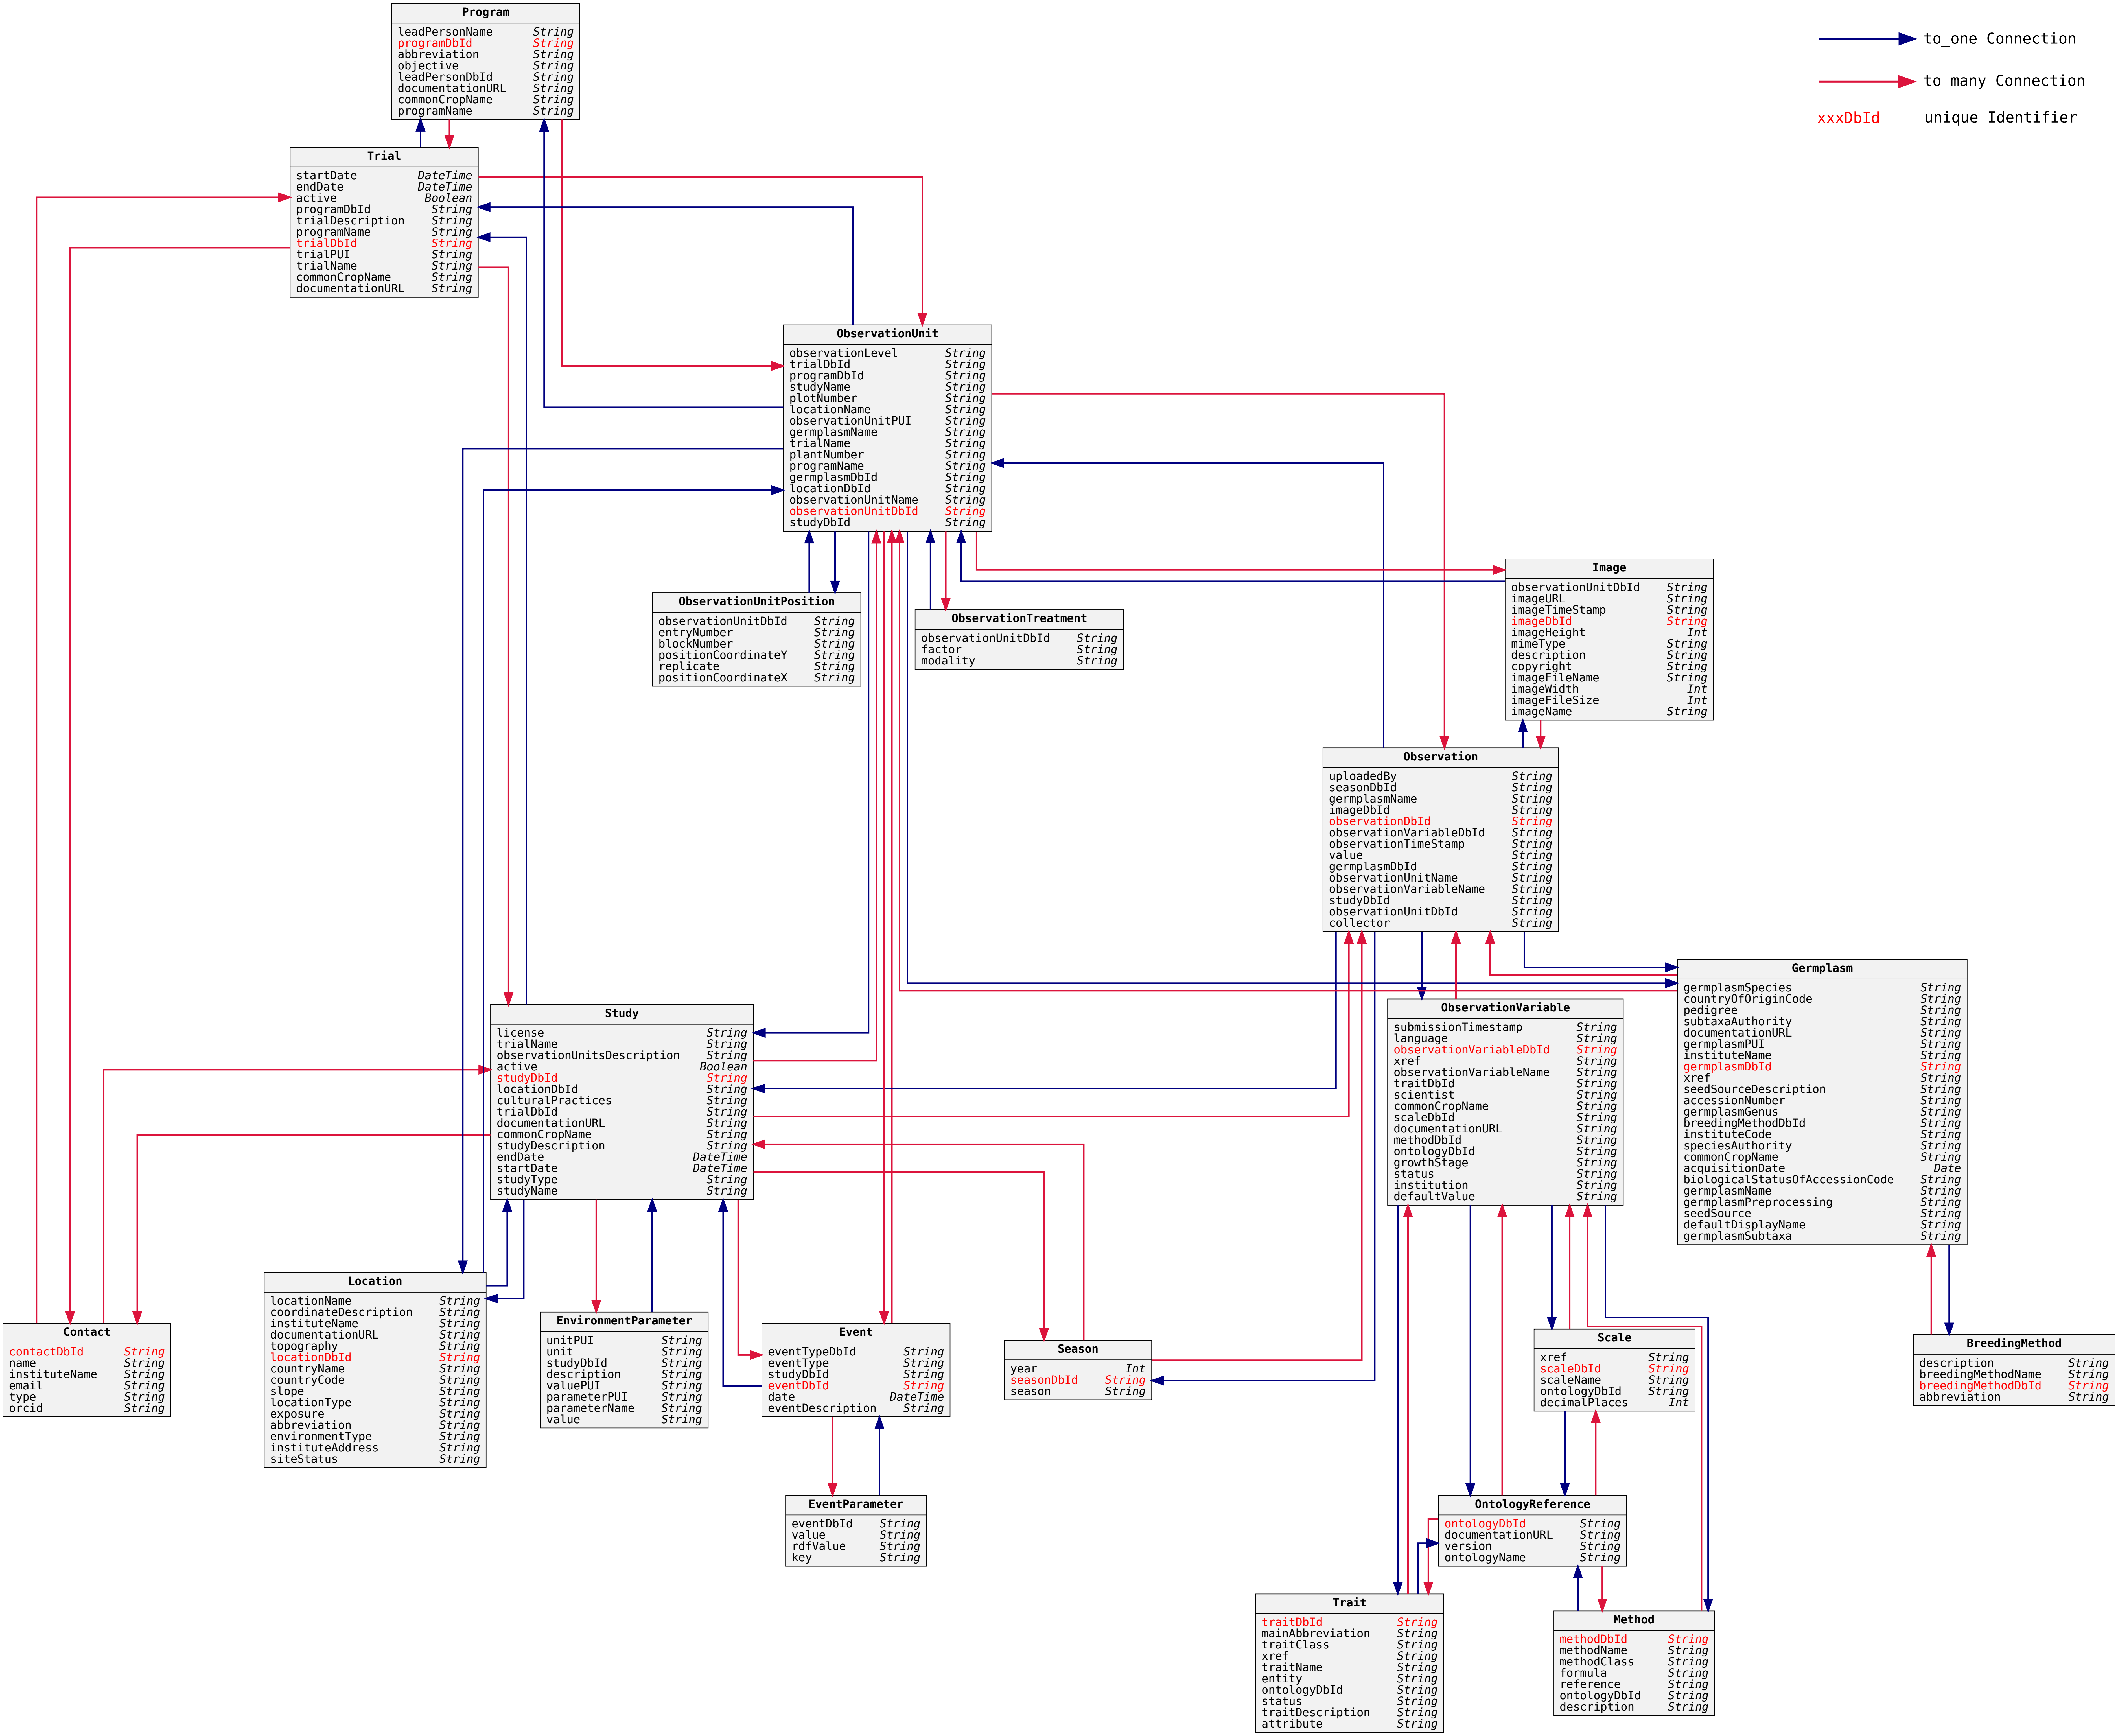 Program
leadPersonName String
programDbId String
abbreviation String
objective String
leadPersonDbId String
documentationURL String
commonCropName String
programName String
to_one Connection
to_many Connection
xxxDbId unique Identifier
Trial
startDate DateTime
endDate DateTime
active Boolean
programDbId String
trialDescription String
programName String
trialDbId String
trialPUI String
trialName String
commonCropName String
documentationURL String
ObservationUnit
observationLevel String
trialDbId String
programDbId String
studyName String
plotNumber String
locationName String
observationUnitPUI String
germplasmName String
trialName String
plantNumber String
programName String
germplasmDbId String
locationDbId String
observationUnitName String
observationUnitDbId String
studyDbId String
ObservationUnitPosition
observationUnitDbId String
entryNumber String
blockNumber String
positionCoordinateY String
replicate String
positionCoordinateX String
ObservationTreatment
observationUnitDbId String
factor String
modality String
Image
observationUnitDbId String
imageURL String
imageTimeStamp String
imageDbId String
imageHeight Int
mimeType String
description String
copyright String
imageFileName String
imageWidth Int
imageFileSize Int
imageName String
Observation
uploadedBy String
seasonDbId String
germplasmName String
imageDbId String
observationDbId String
observationVariableDbId String
observationTimeStamp String
value String
germplasmDbId String
observationUnitName String
observationVariableName String
studyDbId String
observationUnitDbId String
collector String
Germplasm
germplasmSpecies String
countryOfOriginCode String
pedigree String
subtaxaAuthority String
documentationURL String
germplasmPUI String
instituteName String
germplasmDbId String
xref String
seedSourceDescription String
accessionNumber String
germplasmGenus String
breedingMethodDbId String
instituteCode String
speciesAuthority String
commonCropName String
acquisitionDate Date
biologicalStatusOfAccessionCode String
germplasmName String
germplasmPreprocessing String
seedSource String
defaultDisplayName String
germplasmSubtaxa String
Study
license String
trialName String
observationUnitsDescription String
active Boolean
studyDbId String
locationDbId String
culturalPractices String
trialDbId String
documentationURL String
commonCropName String
studyDescription String
endDate DateTime
startDate DateTime
studyType String
studyName String
ObservationVariable
submissionTimestamp String
language String
observationVariableDbId String
xref String
observationVariableName String
traitDbId String
scientist String
commonCropName String
scaleDbId String
documentationURL String
methodDbId String
ontologyDbId String
growthStage String
status String
institution String
defaultValue String
Contact
contactDbId String
name String
instituteName String
email String
type String
orcid String
Location
locationName String
coordinateDescription String
instituteName String
documentationURL String
topography String
locationDbId String
countryName String
countryCode String
slope String
locationType String
exposure String
abbreviation String
environmentType String
instituteAddress String
siteStatus String
EnvironmentParameter
unitPUI String
unit String
studyDbId String
description String
valuePUI String
parameterPUI String
parameterName String
value String
Event
eventTypeDbId String
eventType String
studyDbId String
eventDbId String
date DateTime
eventDescription String
Season
year Int
seasonDbId String
season String
Scale
xref String
scaleDbId String
scaleName String
ontologyDbId String
decimalPlaces Int
BreedingMethod
description String
breedingMethodName String
breedingMethodDbId String
abbreviation String
EventParameter
eventDbId String
value String
rdfValue String
key String
OntologyReference
ontologyDbId String
documentationURL String
version String
ontologyName String
Trait
traitDbId String
mainAbbreviation String
traitClass String
xref String
traitName String
entity String
ontologyDbId String
status String
traitDescription String
attribute String
Method
methodDbId String
methodName String
methodClass String
formula String
reference String
ontologyDbId String
description String